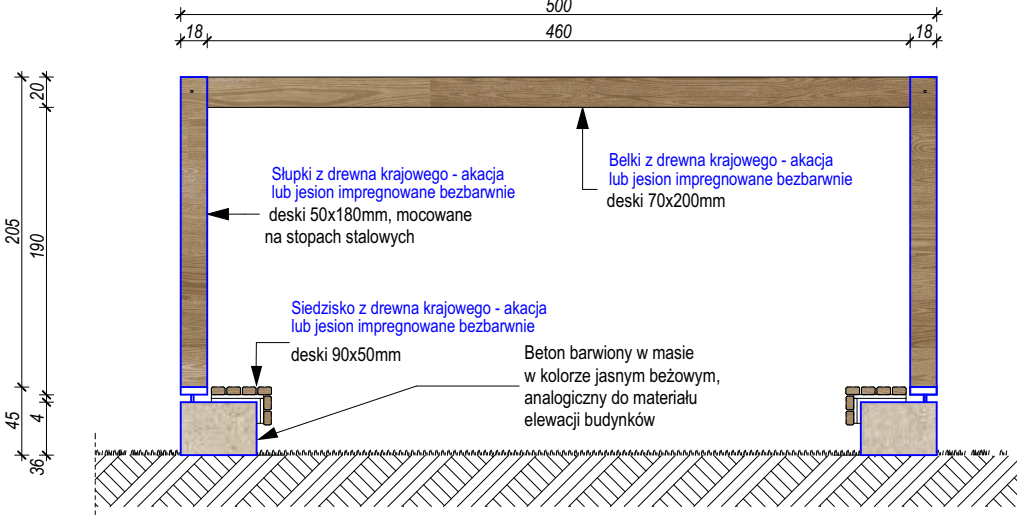 500
18
460
18
20
205
190
45
4
36
Słupki z drewna krajowego - akacja
lub jesion impregnowane bezbarwnie
deski 50x180mm, mocowane
na stopach stalowych
Belki z drewna krajowego - akacja
lub jesion impregnowane bezbarwnie
deski 70x200mm
Siedzisko z drewna krajowego - akacja
lub jesion impregnowane bezbarwnie
deski 90x50mm
Beton barwiony w masie
w kolorze jasnym beżowym,
analogiczny do materiału
elewacji budynków